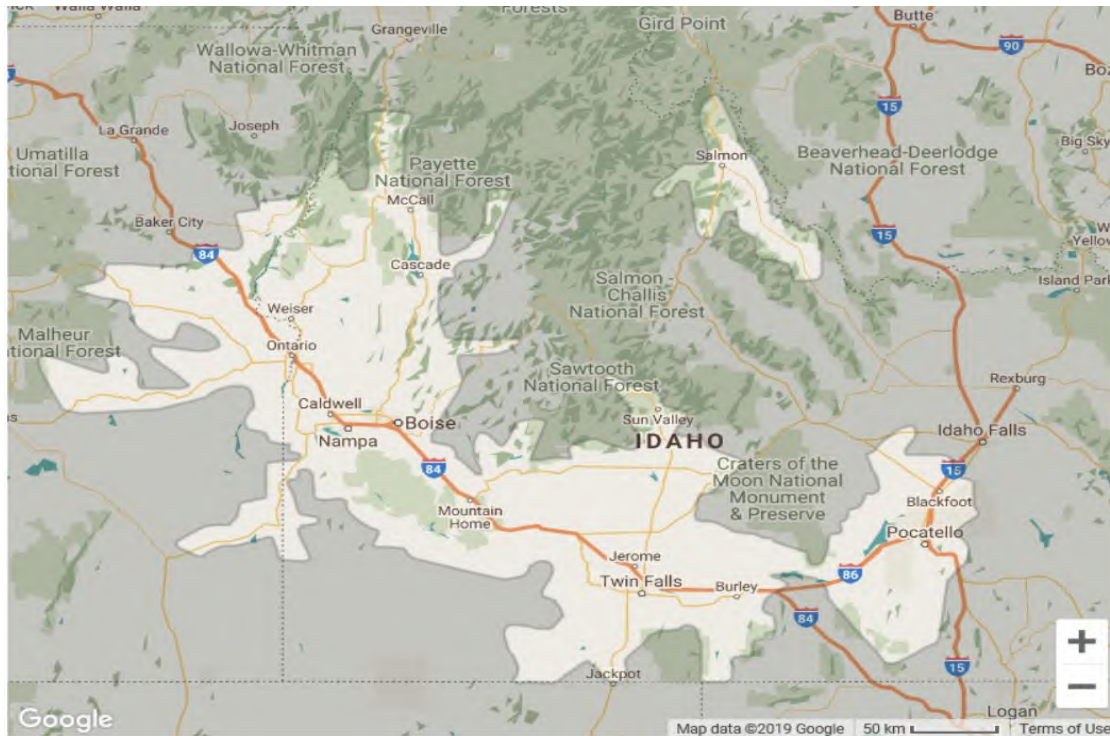 Walla Walla
Grangeville
Forests
Gird Point
Butte
90
Wallowa-Whitman
National Forest
15
La Grande
Joseph
Umatilla
National Forest
Payette
National Forest
McCall
Salmon
Beaverhead-Deerlodge
National Forest
Big Sky
Baker City
84
15
Yellow
Cascade
Salmon-
Challis
National Forest
Island Park
Weiser
Malheur
National Forest
Ontario
Sawtooth
National Forest
Rexburg
Caldwell
Boise
Nampa
Sun Valley
IDAHO
Idaho Falls
84
Craters of the
Moon National
Monument
& Preserve
15
Blackfoot
Mountain
Home
Pocatello
Jerome
Twin Falls
86
Burley
84
Jackpot
15
+
−
Google
Logan
Map data ©2019 Google
50 km
Terms of Use